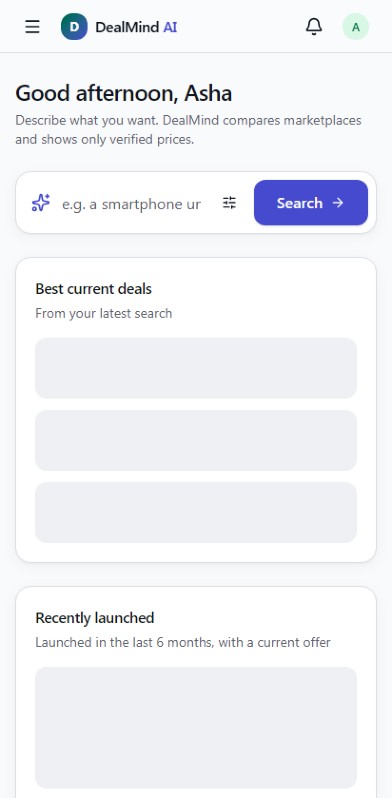 D DealMind AI
A
Good afternoon, Asha
Describe what you want. DealMind compares marketplaces
and shows only verified prices.
e.g. a smartphone ur
Search
Best current deals
From your latest search
Recently launched
Launched in the last 6 months, with a current offer